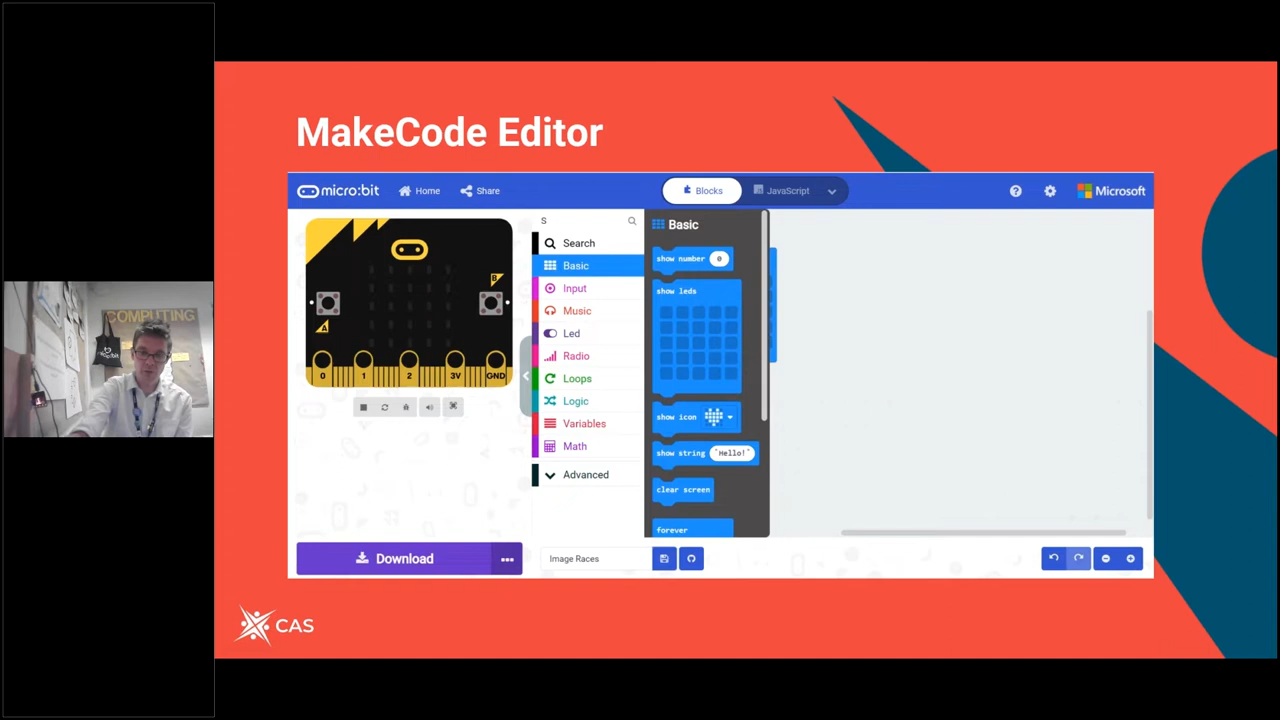 MakeCode Editor
micro:bit
Home
Share
Blocks
JavaScript
Microsoft
B
A
0 1 2 3V GND
Download
S
Search
Basic
Input
Music
Led
Radio
Loops
Logic
Variables
Math
Advanced
Basic
show number 0
show leds
show icon
show string "Hello!"
clear screen
forever
Image Races
COMPUTING
CAS